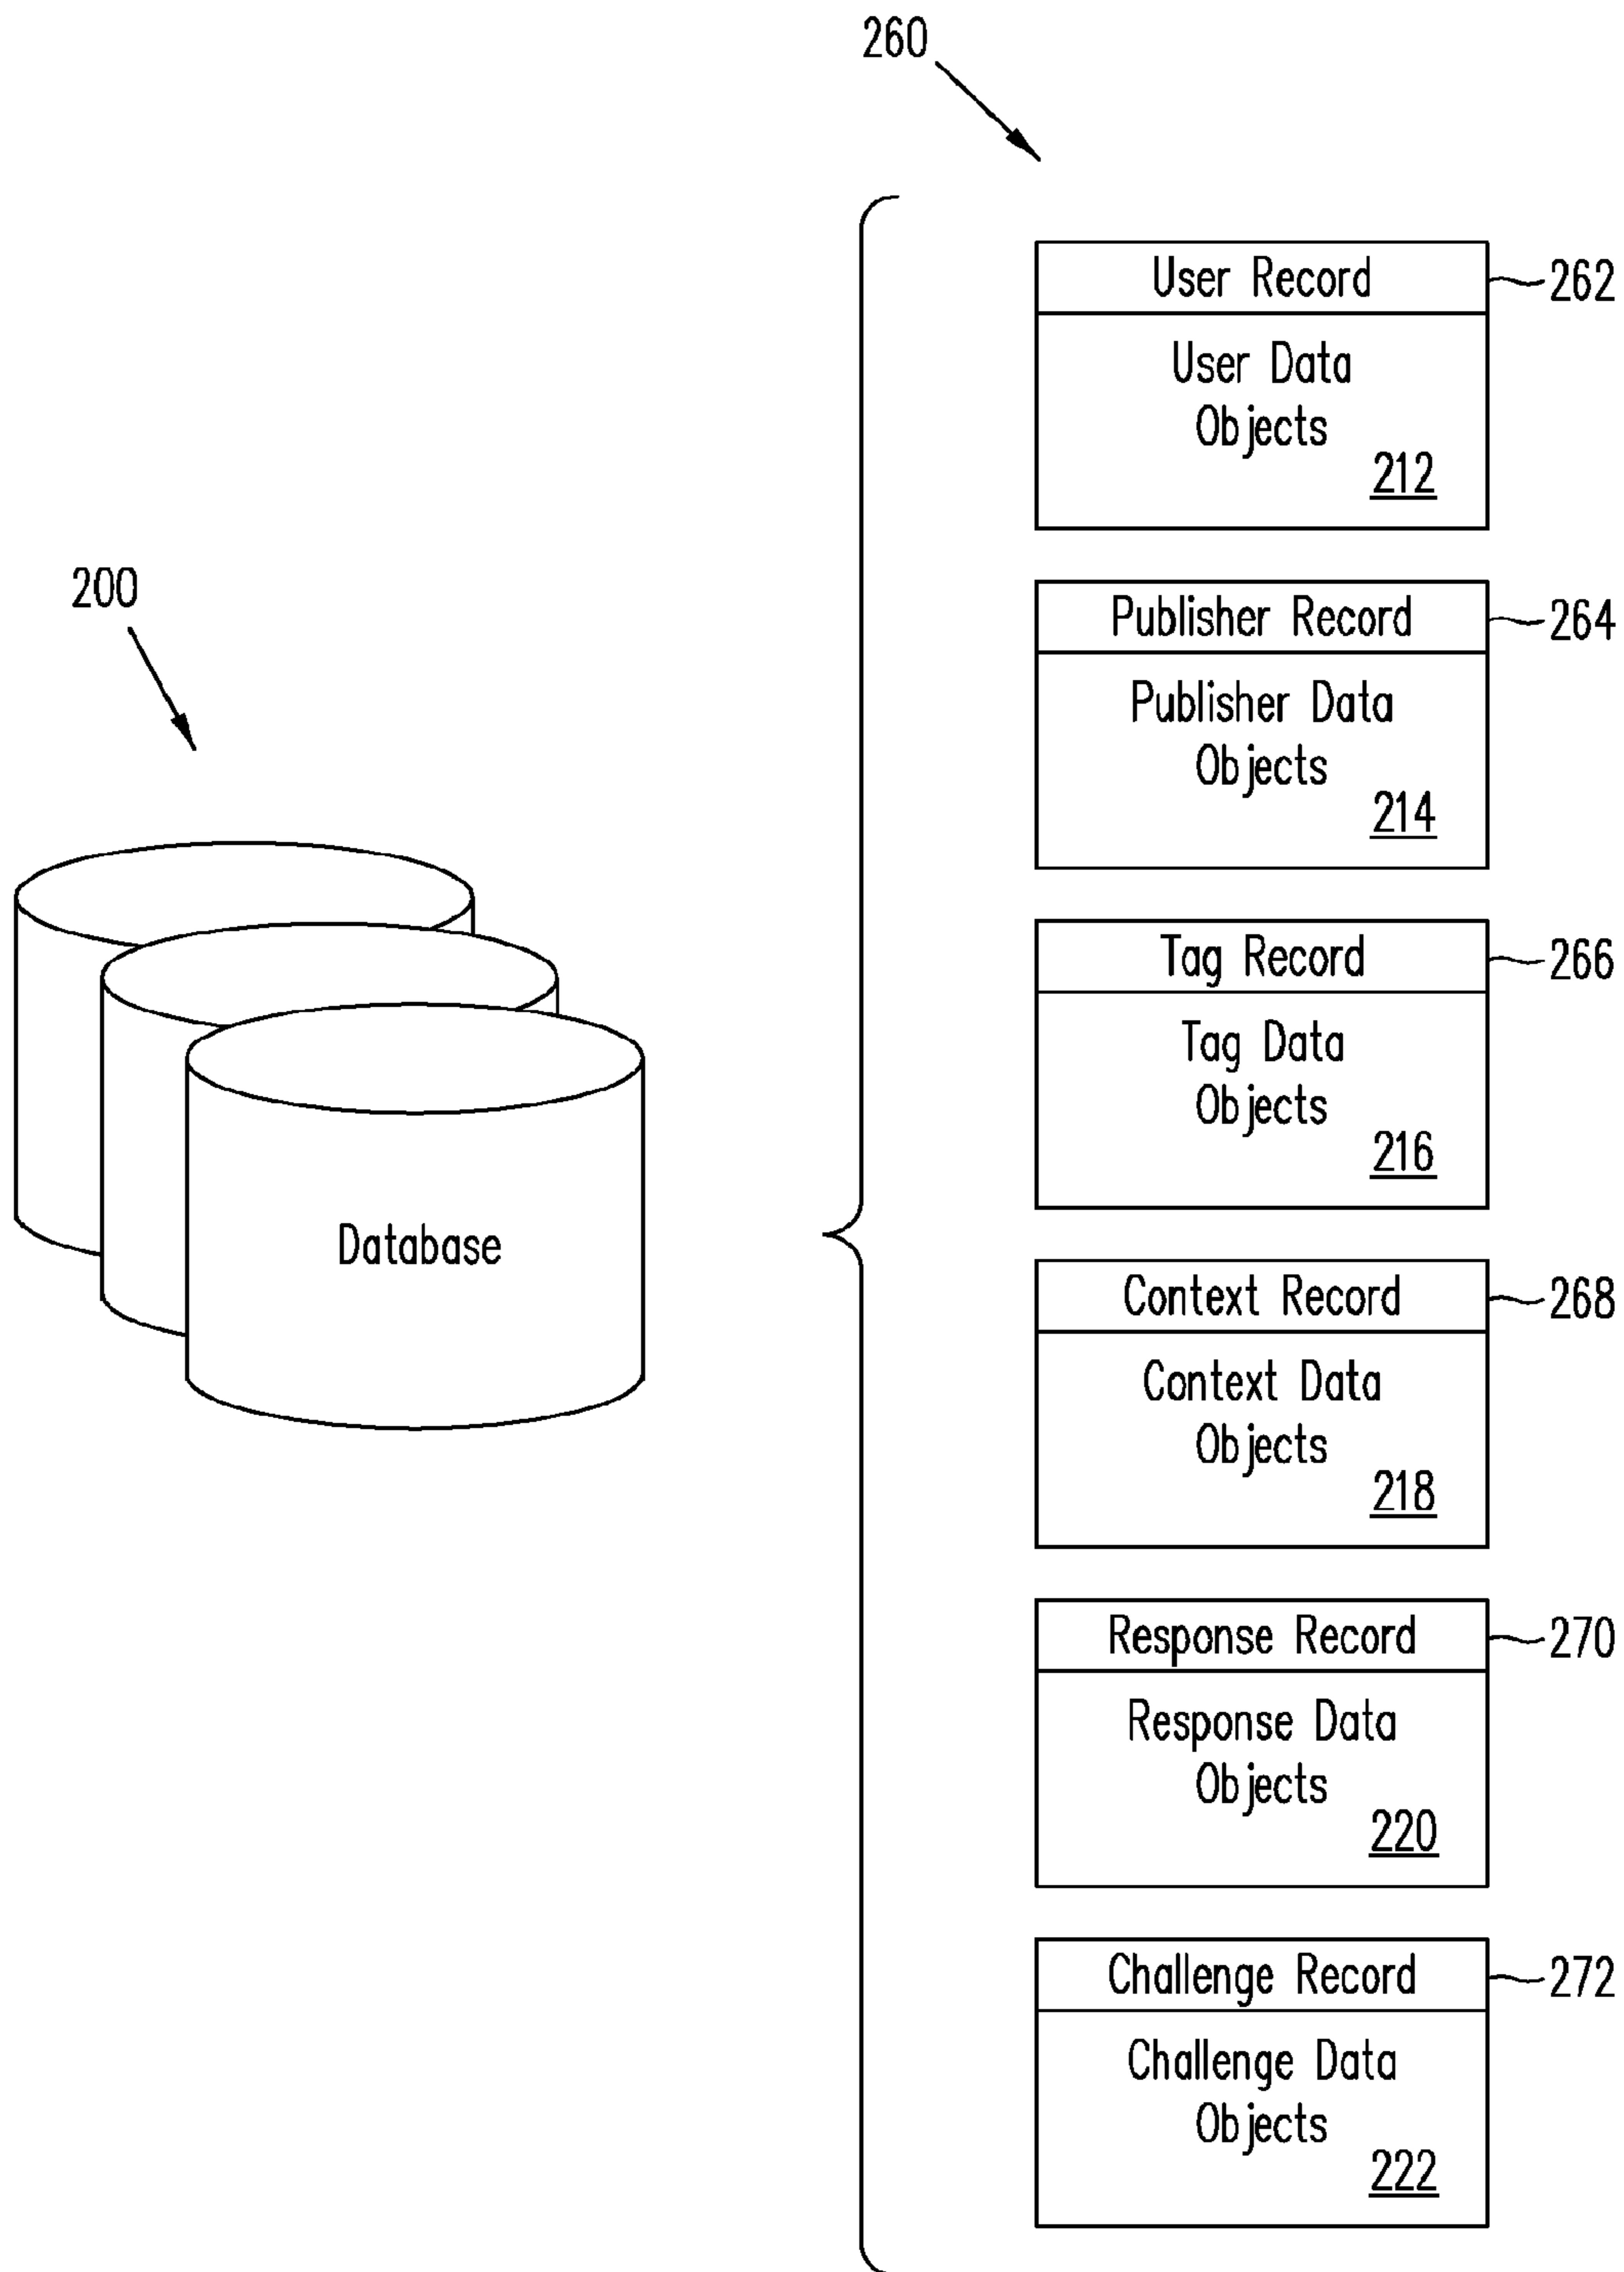 260
User Record
262
User Data
Objects
212
200
Publisher Record
264
Publisher Data
Objects
214
Tag Record
266
Tag Data
Objects
216
Database
Context Record
268
Context Data
Objects
218
Response Record
270
Response Data
Objects
220
Challenge Record
272
Challenge Data
Objects
222